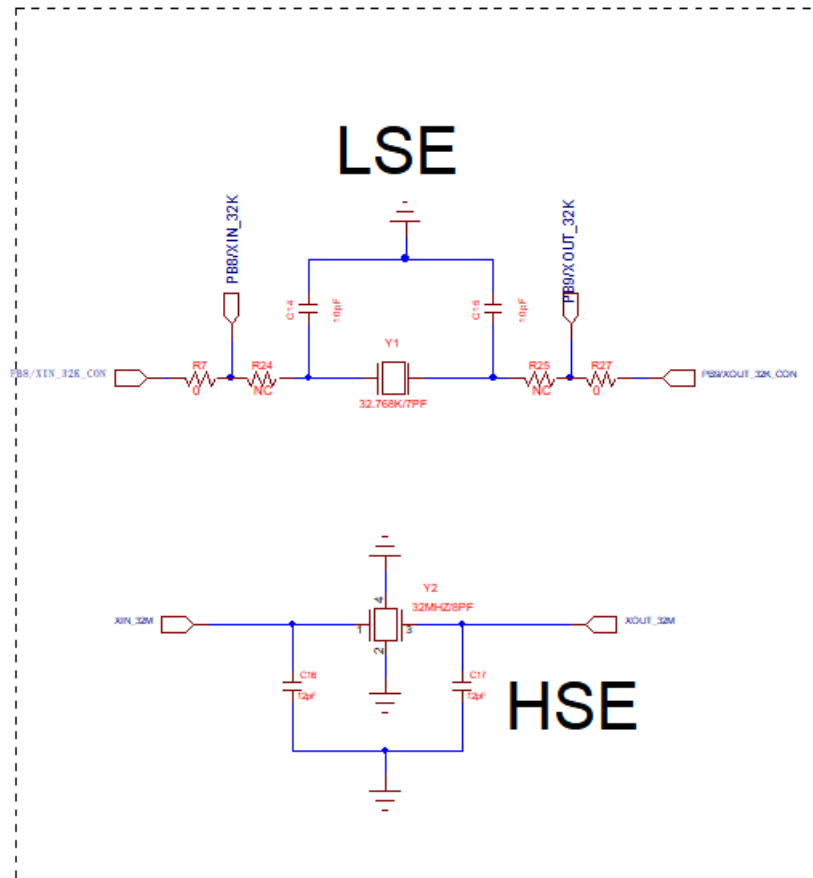 LSE
PB8/XIN_32K
PB9/XOUT_32K
C14
10pF
C15
10pF
Y1
PB8/XIN_32K_CON
R7
0
R24
NC
32.768K/7PF
R25
NC
R27
0
PB9/XOUT_32K_CON
Y2
32MHZ/8PF
XIN_32M
4
1
3
2
XOUT_32M
C16
12pF
C17
12pF
HSE